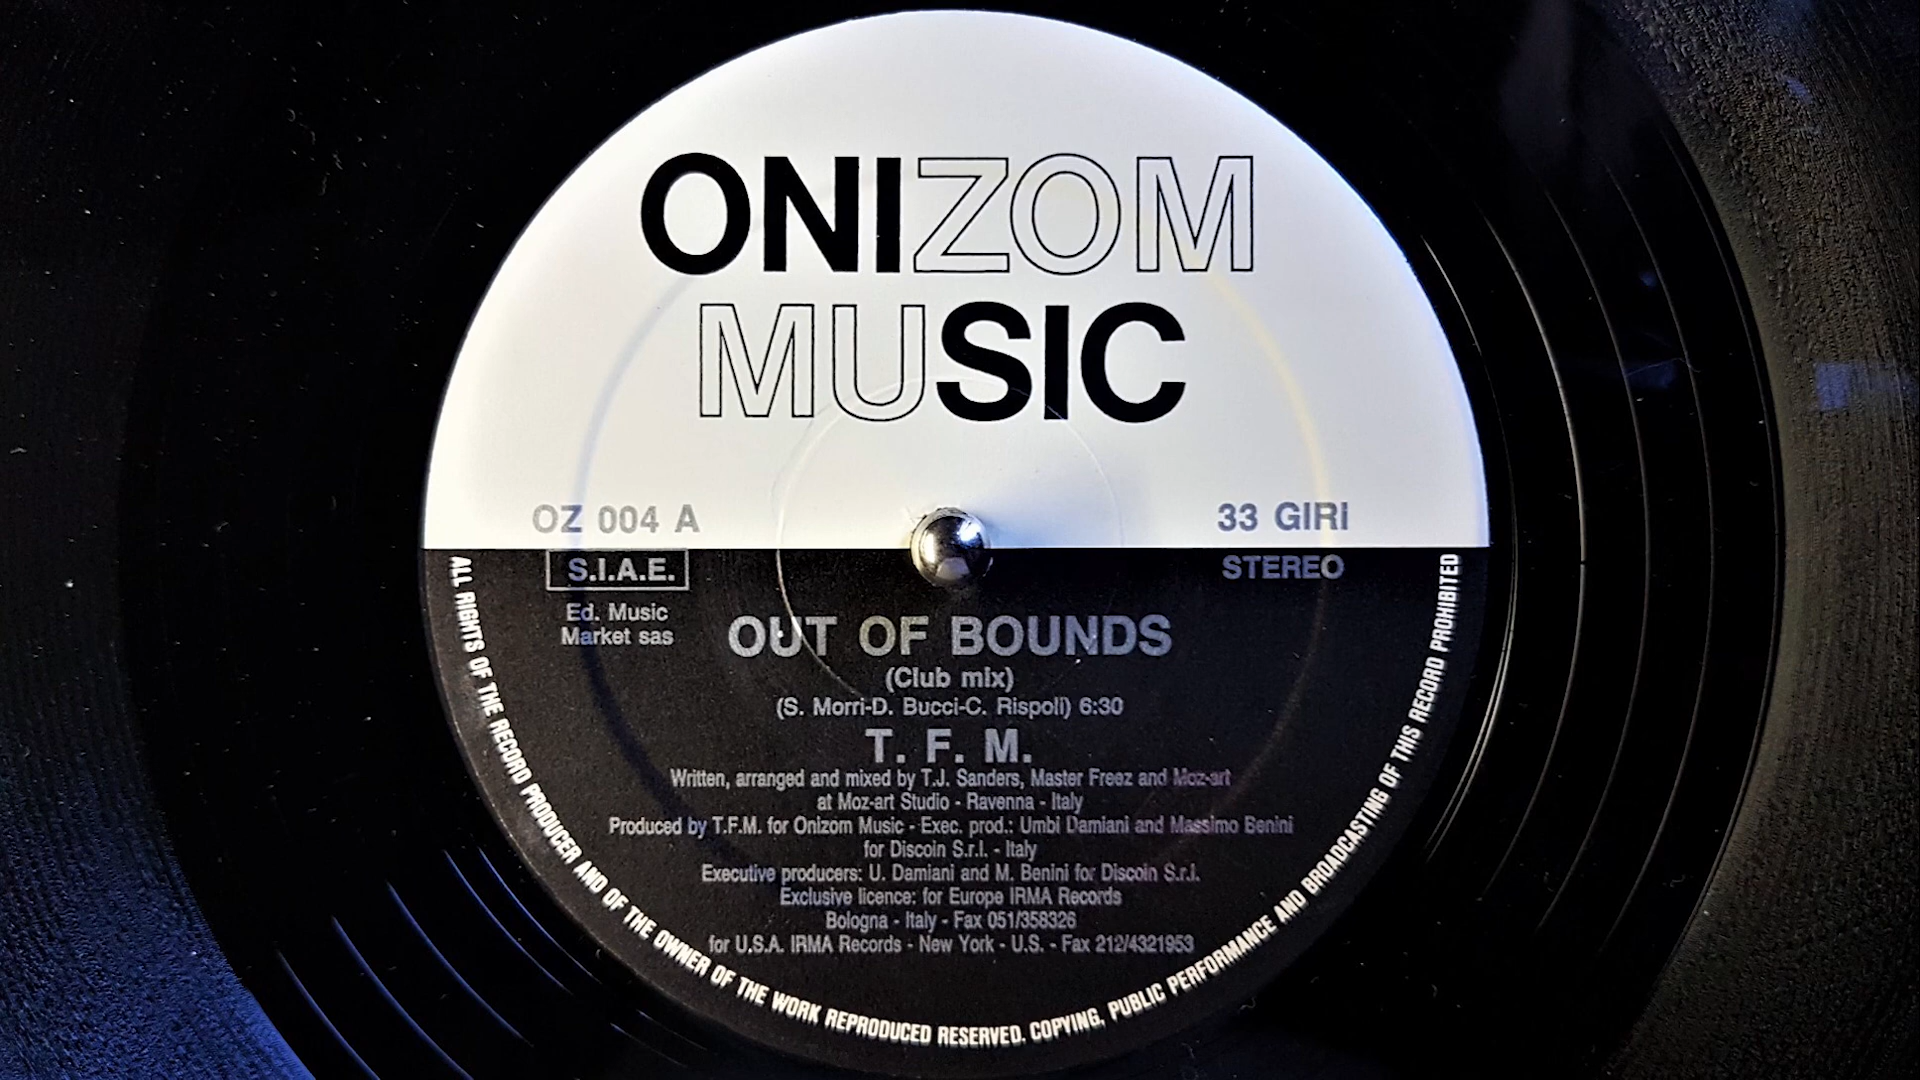 ONIZOM
MUSIC
OZ 004 A
33 GIRI
S.I.A.E.
STEREO
Ed. Music
Market sas
OUT OF BOUNDS
(Club mix)
(S. Morri-D. Bucci-C. Rispoli) 6:30
T. F. M.
Written, arranged and mixed by T.J. Sanders, Master Freez and Moz-art
at Moz-art Studio - Ravenna - Italy
Produced by T.F.M. for Onizom Music - Exec. prod.: Umbi Damiani and Massimo Benini
for Discoin S.r.l. - Italy
Executive producers: U. Damiani and M. Benini for Discoin S.r.l.
Exclusive licence: for Europe IRMA Records
Bologna - Italy - Fax 051/358326
for U.S.A. IRMA Records - New York - U.S. - Fax 212/4321953
ALL RIGHTS OF THE RECORD PRODUCER AND OF THE OWNER OF THE WORK REPRODUCED RESERVED. COPYING, PUBLIC PERFORMANCE AND BROADCASTING OF THIS RECORD PROHIBITED